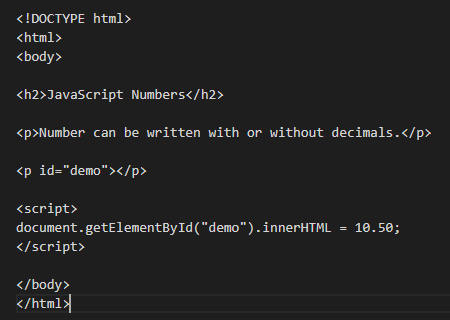 <!DOCTYPE html>
<html>
<body>
<h2>JavaScript Numbers</h2>
<p>Number can be written with or without decimals.</p>
<p id="demo"></p>
<script>
document.getElementById("demo").innerHTML = 10.50;
</script>
</body>
</html>